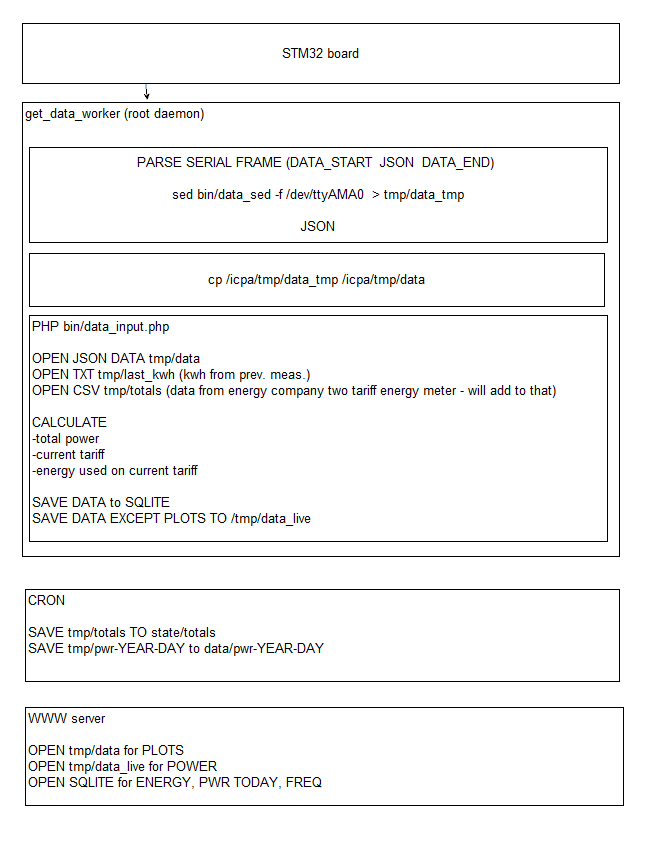 STM32 board
get_data_worker (root daemon)
PARSE SERIAL FRAME (DATA_START JSON DATA_END)
sed bin/data_sed -f /dev/ttyAMA0 > tmp/data_tmp
JSON
cp /icpa/tmp/data_tmp /icpa/tmp/data
PHP bin/data_input.php
OPEN JSON DATA tmp/data
OPEN TXT tmp/last_kwh (kwh from prev. meas.)
OPEN CSV tmp/totals (data from energy company two tariff energy meter - will add to that)
CALCULATE
-total power
-current tariff
-energy used on current tariff
SAVE DATA to SQLITE
SAVE DATA EXCEPT PLOTS TO /tmp/data_live
CRON
SAVE tmp/totals TO state/totals
SAVE tmp/pwr-YEAR-DAY to data/pwr-YEAR-DAY
WWW server
OPEN tmp/data for PLOTS
OPEN tmp/data_live for POWER
OPEN SQLITE for ENERGY, PWR TODAY, FREQ